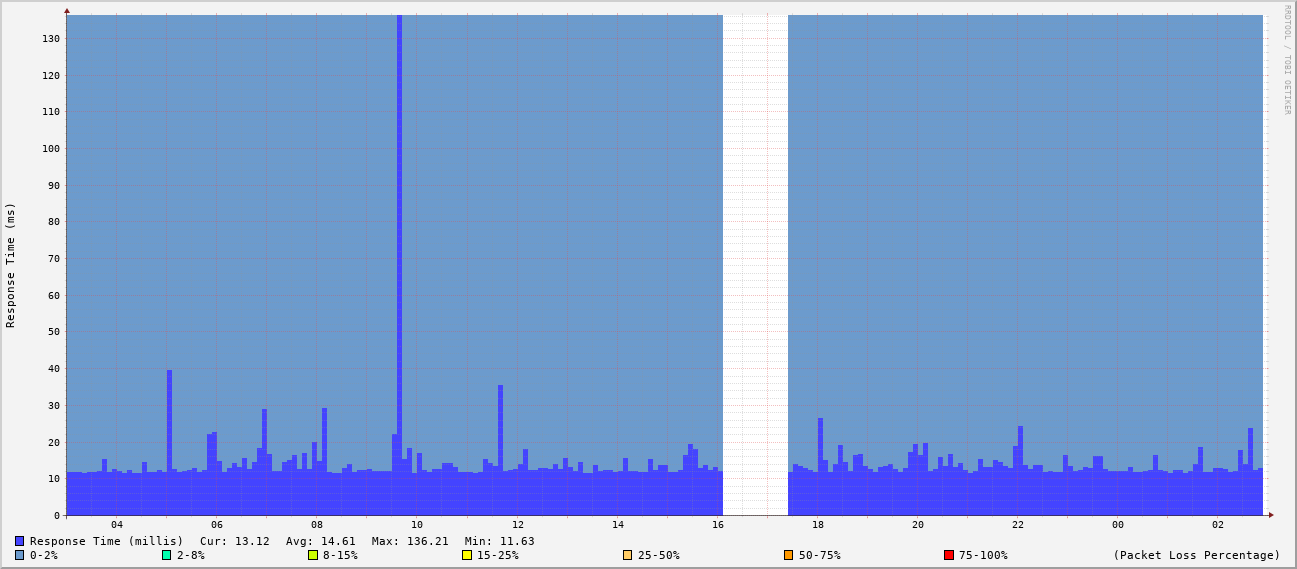 RRDTOOL / TOBI OETIKER
Response Time (ms)
130
120
110
100
90
80
70
60
50
40
30
20
10
0
04 06 08 10 12 14 16 18 20 22 00 02
Response Time (millis) Cur: 13.12 Avg: 14.61 Max: 136.21 Min: 11.63
0-2% 2-8% 8-15% 15-25% 25-50% 50-75% 75-100% (Packet Loss Percentage)